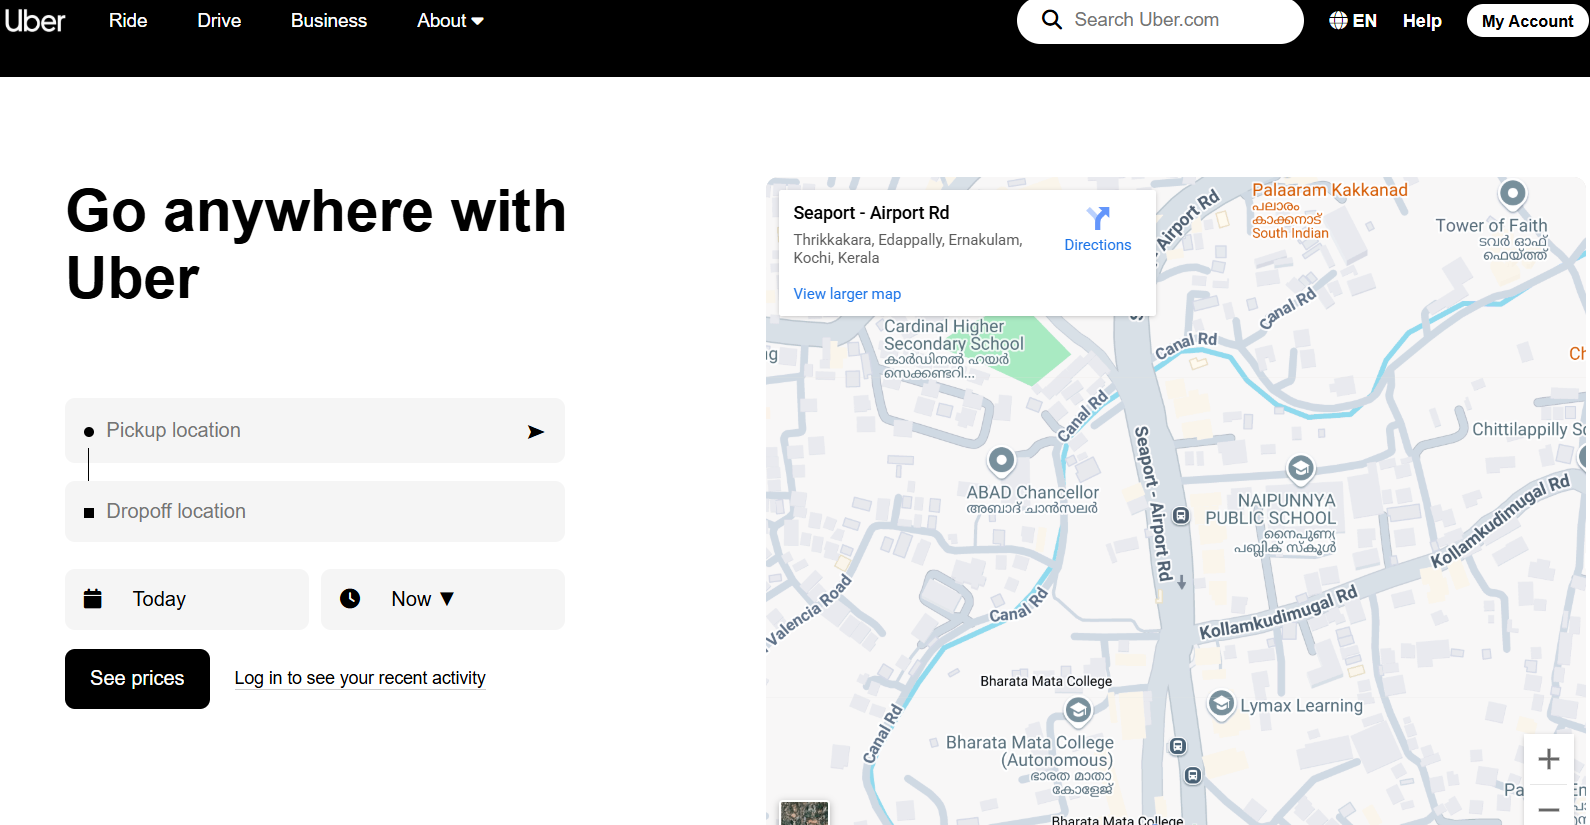 Uber
Ride
Drive
Business
About
Search Uber.com
EN
Help
My Account
Go anywhere with
Uber
Pickup location
Dropoff location
Today
Now
See prices
Log in to see your recent activity
Seaport - Airport Rd
Thrikkakara, Edappally, Ernakulam,
Kochi, Kerala
Directions
View larger map
Airport Rd
Palaaram Kakkanad
പലാരം
കാക്കനാട്
South Indian
Tower of Faith
ടവർ ഓഫ്
ഫെയ്ത്ത്
Canal Rd
Cardinal Higher
Secondary School
കാർഡിനൽ ഹയർ
സെക്കണ്ടറി...
Canal Rd
Canal Rd
Chittilappilly
Seaport - Airport Rd
ABAD Chancellor
അബാദ് ചാൻസലർ
NAIPUNNYA
PUBLIC SCHOOL
നൈപുണ്യ
പബ്ലിക് സ്കൂൾ
Kollamkudimugal Rd
Valencia Road
Canal Rd
Kollamkudimugal Rd
Bharata Mata College
Lymax Learning
Canal Rd
Bharata Mata College
(Autonomous)
ഭാരത മാതാ
കോളേജ്
Bharata Mata College